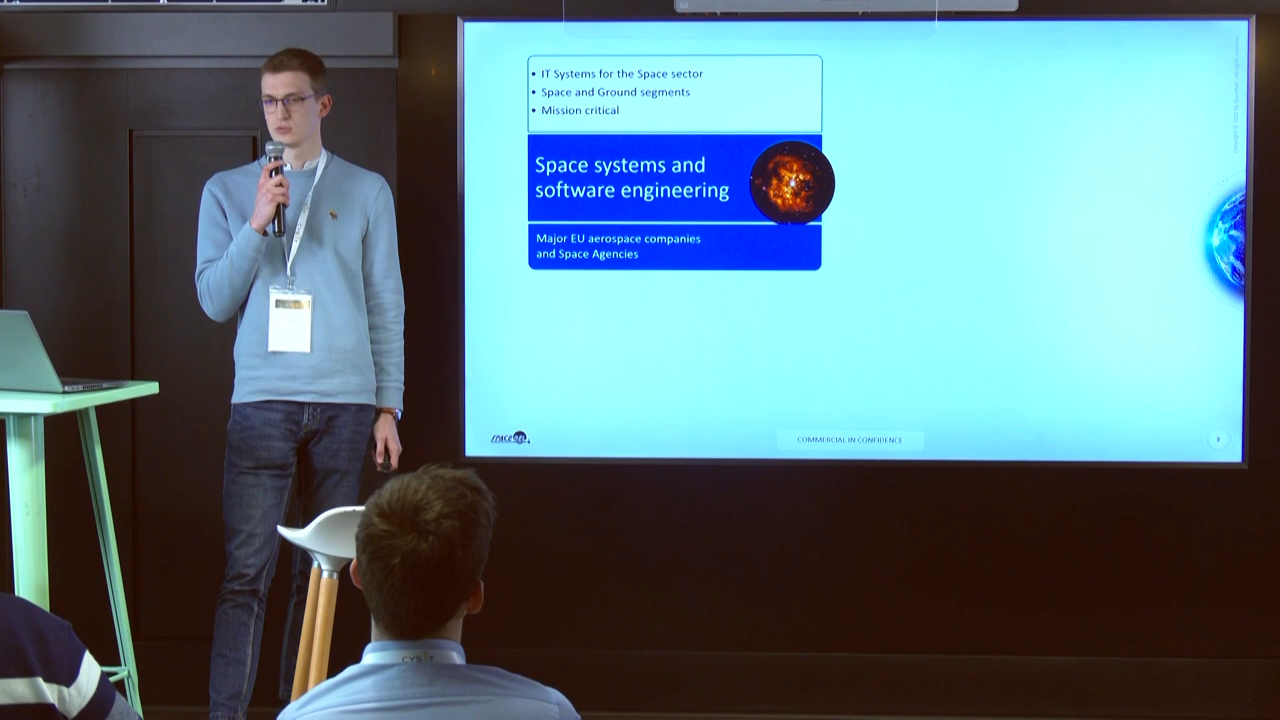 • IT Systems for the Space sector
• Space and Ground segments
• Mission critical
Space systems and
software engineering
Major EU aerospace companies
and Space Agencies
COMMERCIAL IN CONFIDENCE
3